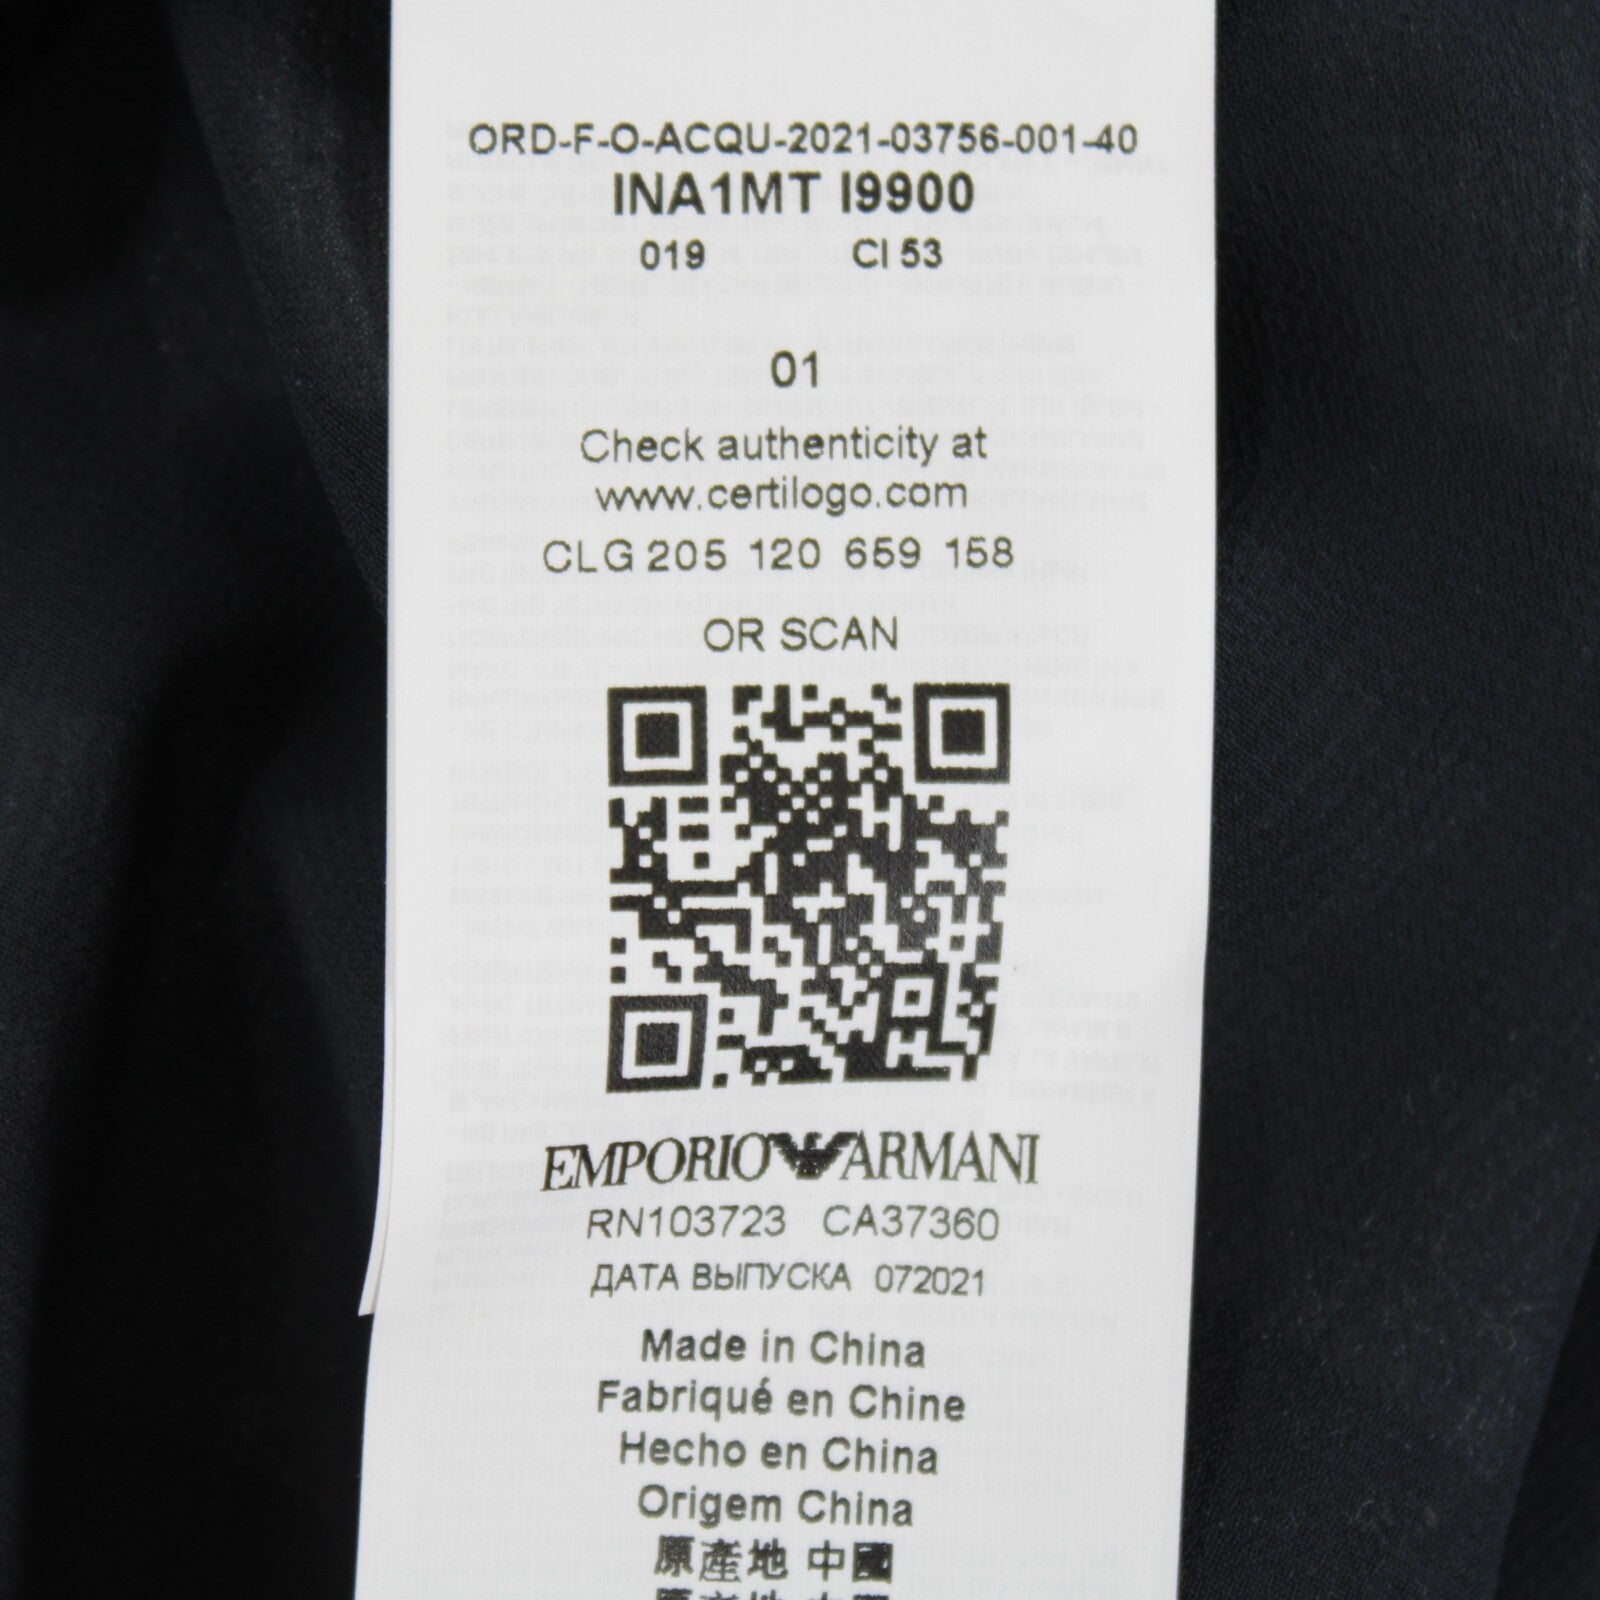 ORD-F-O-ACQU-2021-03756-001-40
INA1MT I9900
019 CI 53
01
Check authenticity at
www.certilogo.com
CLG 205 120 659 158
OR SCAN
EMPORIO ARMANI
RN103723 CA37360
ДАТА ВЫПУСКА 072021
Made in China
Fabriqué en Chine
Hecho en China
Origem China
原產地 中國